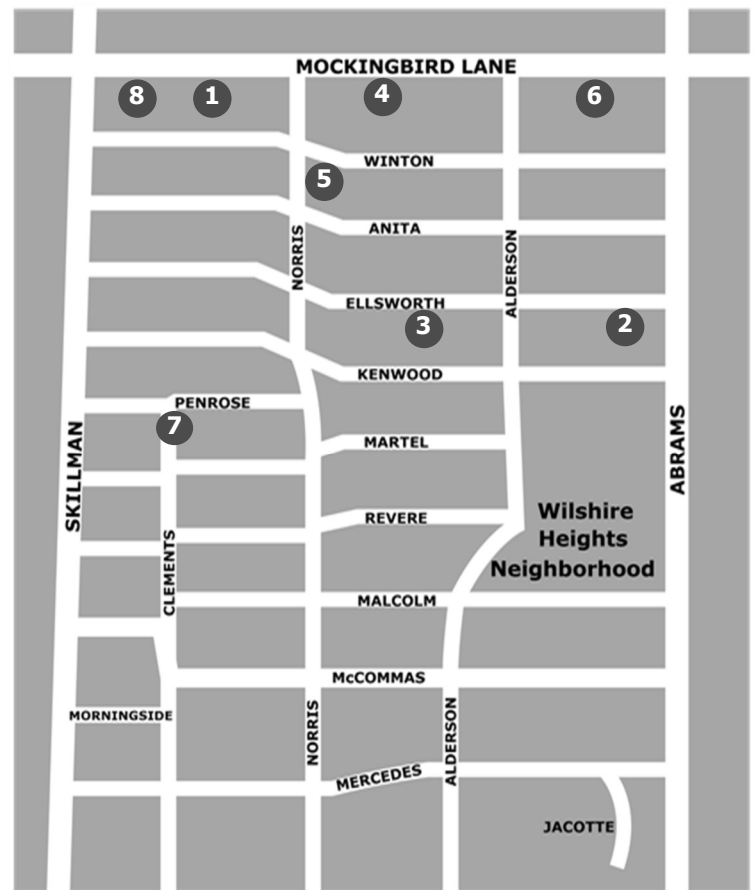 MOCKINGBIRD LANE
8
1
4
6
WINTON
5
ANITA
NORRIS
ALDERSON
ELLSWORTH
3
2
KENWOOD
PENROSE
7
MARTEL
SKILLMAN
ABRAMS
REVERE
Wilshire
Heights
Neighborhood
CLEMENTS
MALCOLM
McCOMMAS
MORNINGSIDE
NORRIS
ALDERSON
MERCEDES
JACOTTE